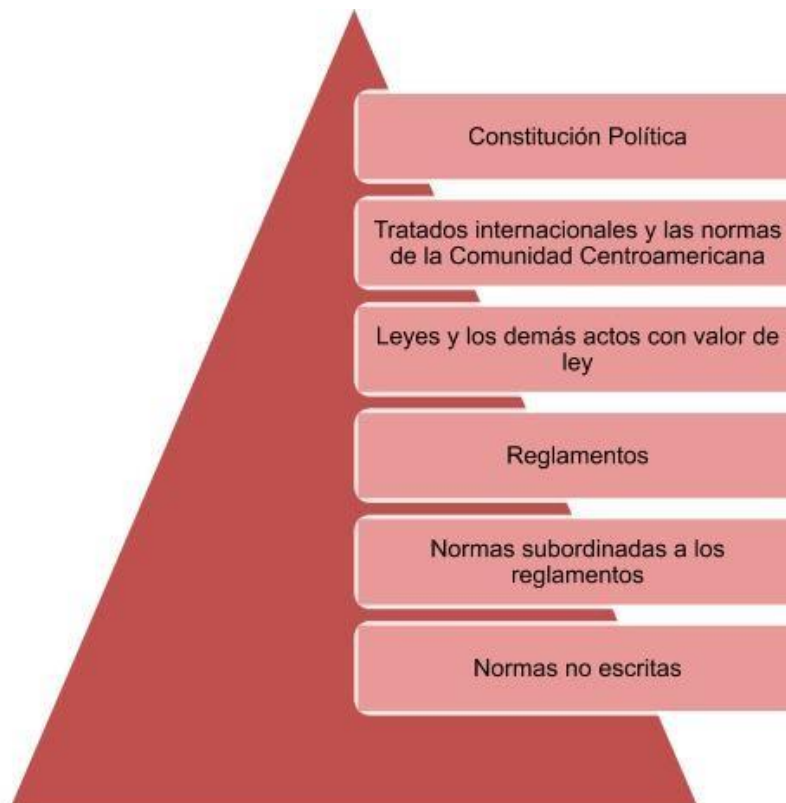 Constitución Política
Tratados internacionales y las normas
de la Comunidad Centroamericana
Leyes y los demás actos con valor de
ley
Reglamentos
Normas subordinadas a los
reglamentos
Normas no escritas